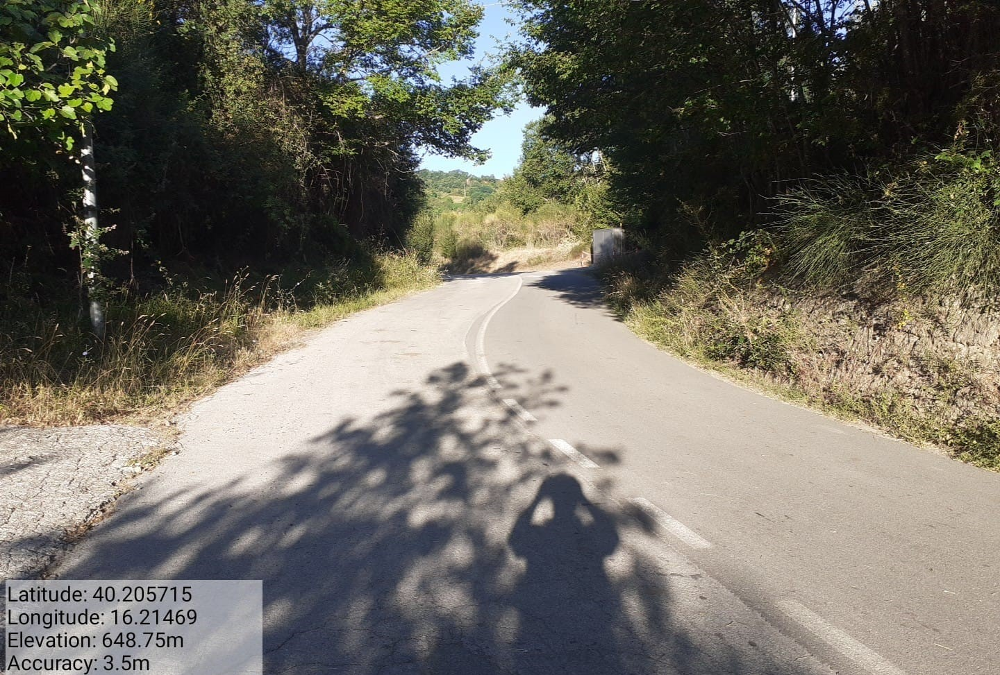 Latitude: 40.205715
Longitude: 16.21469
Elevation: 648.75m
Accuracy: 3.5m